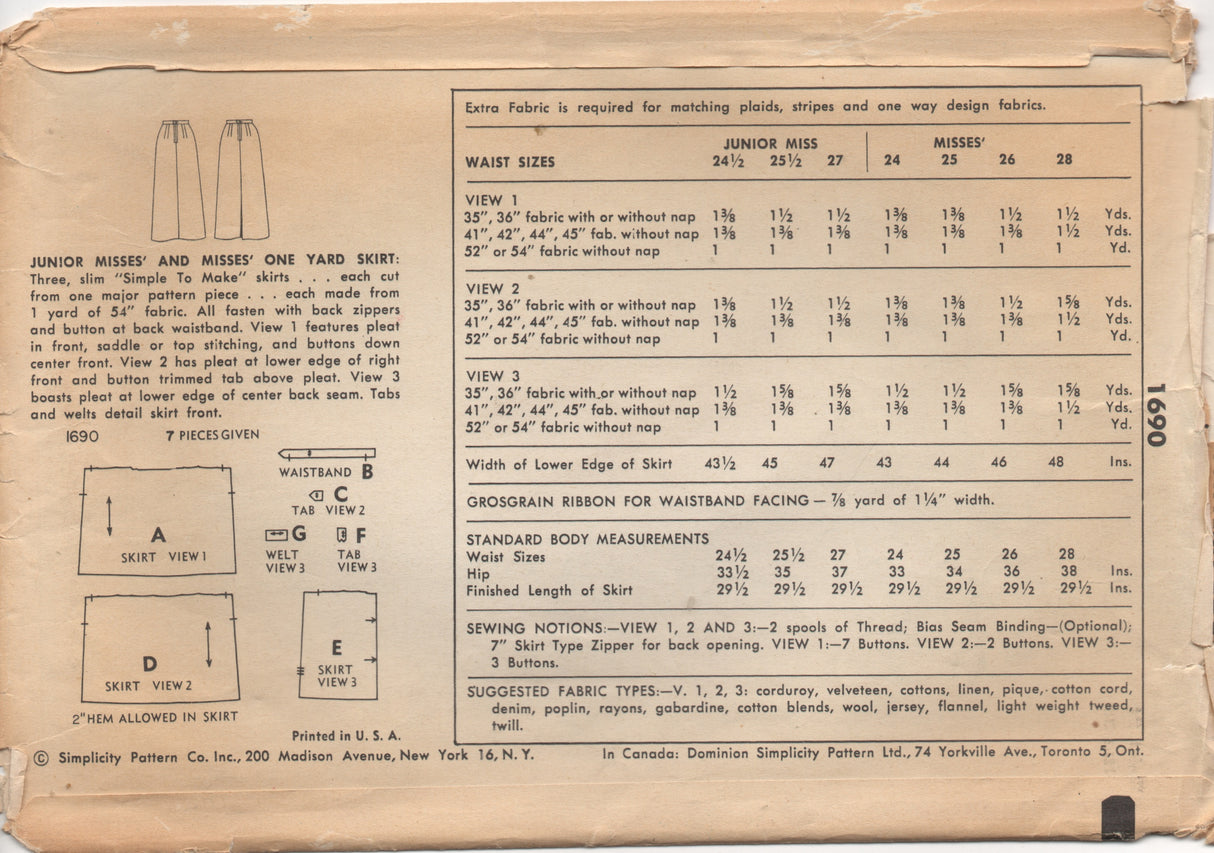 JUNIOR MISSES' AND MISSES' ONE YARD SKIRT:
Three, slim "Simple To Make" skirts . . . each cut
from one major pattern piece . . . each made from
1 yard of 54" fabric. All fasten with back zippers
and button at back waistband. View 1 features pleat
in front, saddle or top stitching, and buttons down
center front. View 2 has pleat at lower edge of right
front and button trimmed tab above pleat. View 3
boasts pleat at lower edge of center back seam. Tabs
and welts detail skirt front.
1690 7 PIECES GIVEN
WAISTBAND B
C
TAB VIEW 2
A
SKIRT VIEW 1
G
WELT
VIEW 3
F
TAB
VIEW 3
D
SKIRT VIEW 2
E
SKIRT
VIEW 3
2" HEM ALLOWED IN SKIRT
Printed in U. S. A.
Extra Fabric is required for matching plaids, stripes and one way design fabrics.
JUNIOR MISS MISSES'
WAIST SIZES 24½ 25½ 27 24 25 26 28
VIEW 1
35", 36" fabric with or without nap 1⅜ 1½ 1½ 1⅜ 1⅜ 1½ 1½ Yds.
41", 42", 44", 45" fab. without nap 1⅜ 1⅜ 1⅜ 1⅜ 1⅜ 1⅜ 1½ Yds.
52" or 54" fabric without nap 1 1 1 1 1 1 1 Yd.
VIEW 2
35", 36" fabric with or without nap 1⅜ 1½ 1½ 1⅜ 1⅜ 1½ 1⅝ Yds.
41", 42", 44", 45" fab. without nap 1⅜ 1⅜ 1⅜ 1⅜ 1⅜ 1⅜ 1½ Yds.
52" or 54" fabric without nap 1 1 1 1 1 1 1 Yd.
VIEW 3
35", 36" fabric with or without nap 1½ 1⅝ 1⅝ 1½ 1½ 1⅝ 1⅝ Yds.
41", 42", 44", 45" fab. without nap 1⅜ 1⅜ 1⅜ 1⅜ 1⅜ 1⅜ 1½ Yds.
52" or 54" fabric without nap 1 1 1 1 1 1 1 Yd.
Width of Lower Edge of Skirt 43½ 45 47 43 44 46 48 Ins.
GROSGRAIN RIBBON FOR WAISTBAND FACING — ⅞ yard of 1¼" width.
STANDARD BODY MEASUREMENTS
Waist Sizes 24½ 25½ 27 24 25 26 28
Hip 33½ 35 37 33 34 36 38 Ins.
Finished Length of Skirt 29½ 29½ 29½ 29½ 29½ 29½ 29½ Ins.
SEWING NOTIONS:—VIEW 1, 2 AND 3:—2 spools of Thread; Bias Seam Binding—(Optional);
7" Skirt Type Zipper for back opening. VIEW 1:—7 Buttons. VIEW 2:—2 Buttons. VIEW 3:—
3 Buttons.
SUGGESTED FABRIC TYPES:—V. 1, 2, 3: corduroy, velveteen, cottons, linen, pique, cotton cord,
denim, poplin, rayons, gabardine, cotton blends, wool, jersey, flannel, light weight tweed,
twill.
1690
© Simplicity Pattern Co. Inc., 200 Madison Avenue, New York 16, N. Y. In Canada: Dominion Simplicity Pattern Ltd., 74 Yorkville Ave., Toronto 5, Ont.